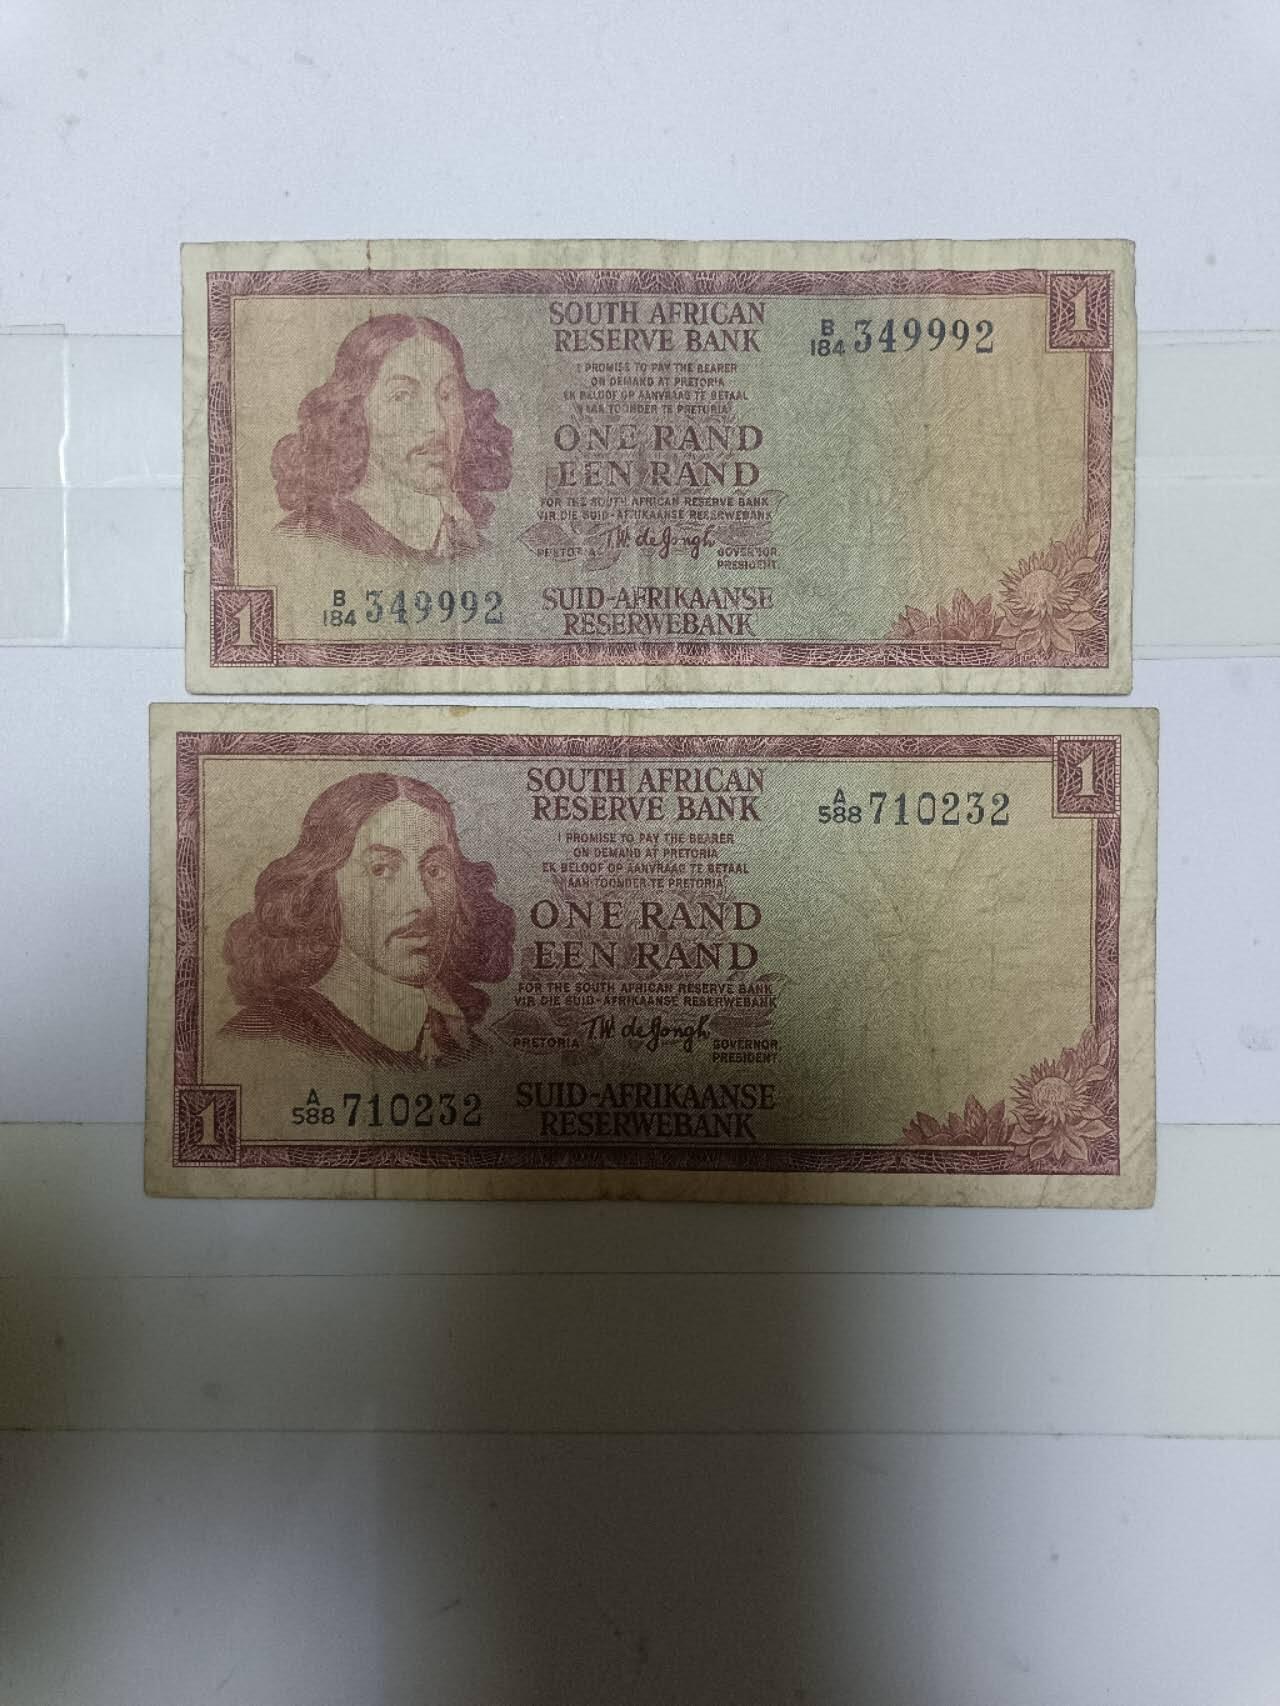 1
SOUTH AFRICAN
RESERVE BANK
B/184 349992
I PROMISE TO PAY THE BEARER
ON DEMAND AT PRETORIA
EK BELOOF OP AANVRAAG TE BETAAL
AAN TOONDER TE PRETORIA
ONE RAND
EEN RAND
FOR THE SOUTH AFRICAN RESERVE BANK
VIR DIE SUID-AFRIKAANSE RESERWEBANK
T.W. de Jongh
PRETORIA GOVERNOR,
PRESIDENT.
B/184 349992
SUID-AFRIKAANSE
RESERWEBANK
1
1
SOUTH AFRICAN
RESERVE BANK
A/588 710232
I PROMISE TO PAY THE BEARER
ON DEMAND AT PRETORIA
EK BELOOF OP AANVRAAG TE BETAAL
AAN TOONDER TE PRETORIA
ONE RAND
EEN RAND
FOR THE SOUTH AFRICAN RESERVE BANK
VIR DIE SUID-AFRIKAANSE RESERWEBANK
T.W. de Jongh
PRETORIA GOVERNOR,
PRESIDENT.
A/588 710232
SUID-AFRIKAANSE
RESERWEBANK
1